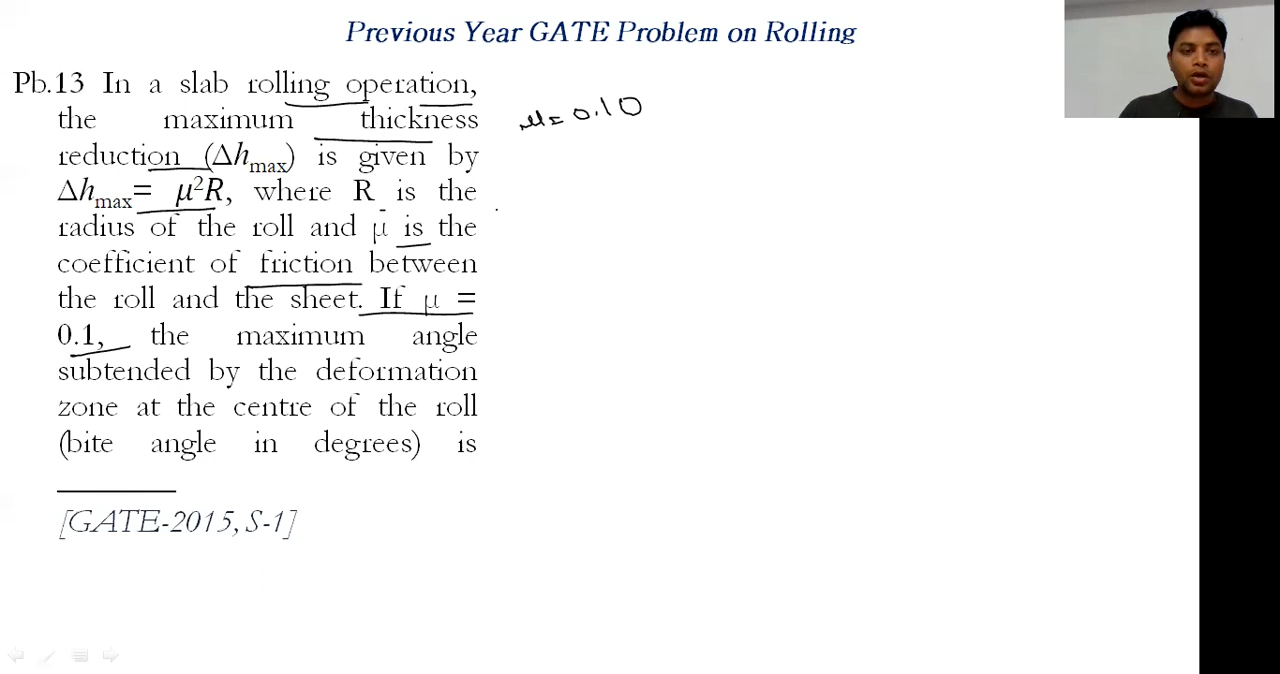 Previous Year GATE Problem on Rolling
Pb.13 In a slab rolling operation,
the maximum thickness
reduction (Δhmax) is given by
Δhmax= μ²R, where R is the
radius of the roll and μ is the
coefficient of friction between
the roll and the sheet. If μ =
0.1, the maximum angle
subtended by the deformation
zone at the centre of the roll
(bite angle in degrees) is
[GATE-2015, S-1]
μ= 0.10